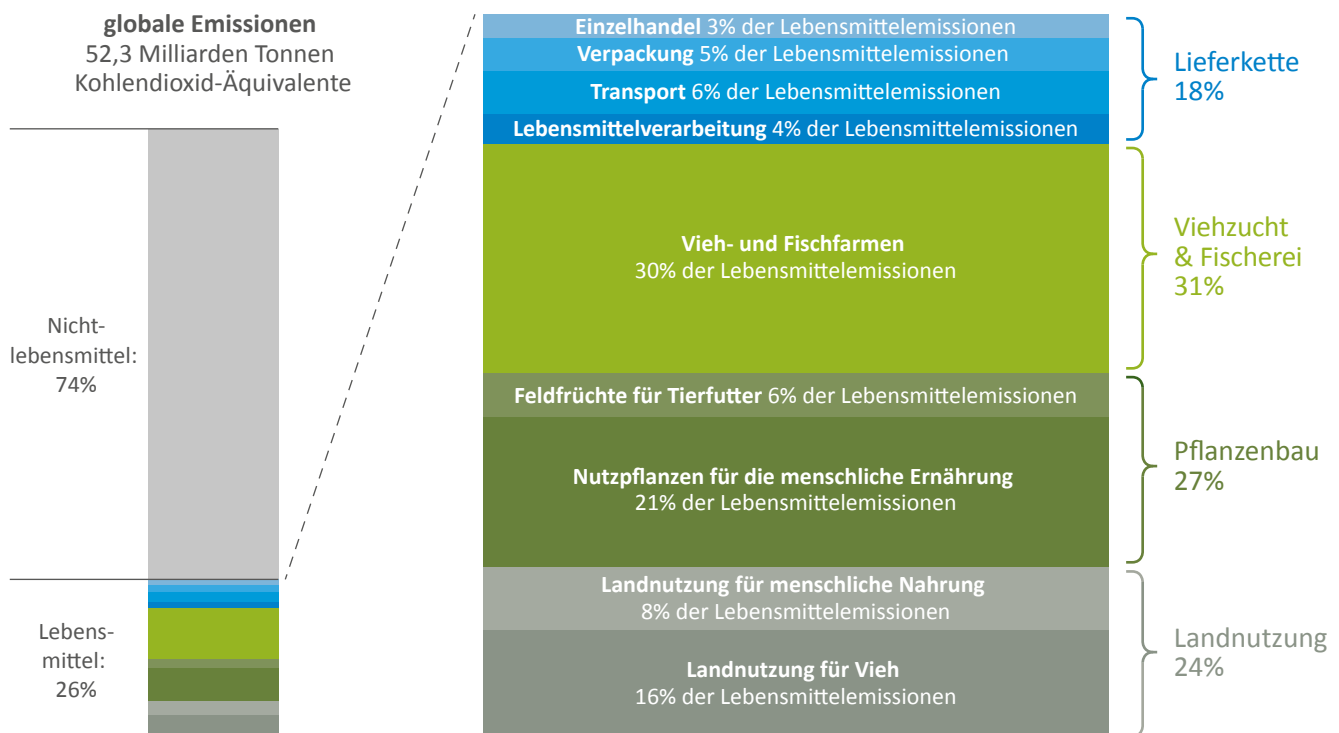 globale Emissionen
52,3 Milliarden Tonnen
Kohlendioxid-Äquivalente
Nicht-
lebensmittel:
74%
Lebens-
mittel:
26%
Einzelhandel 3% der Lebensmittelemissionen
Verpackung 5% der Lebensmittelemissionen
Transport 6% der Lebensmittelemissionen
Lebensmittelverarbeitung 4% der Lebensmittelemissionen
Vieh- und Fischfarmen
30% der Lebensmittelemissionen
Feldfrüchte für Tierfutter 6% der Lebensmittelemissionen
Nutzpflanzen für die menschliche Ernährung
21% der Lebensmittelemissionen
Landnutzung für menschliche Nahrung
8% der Lebensmittelemissionen
Landnutzung für Vieh
16% der Lebensmittelemissionen
Lieferkette
18%
Viehzucht
& Fischerei
31%
Pflanzenbau
27%
Landnutzung
24%